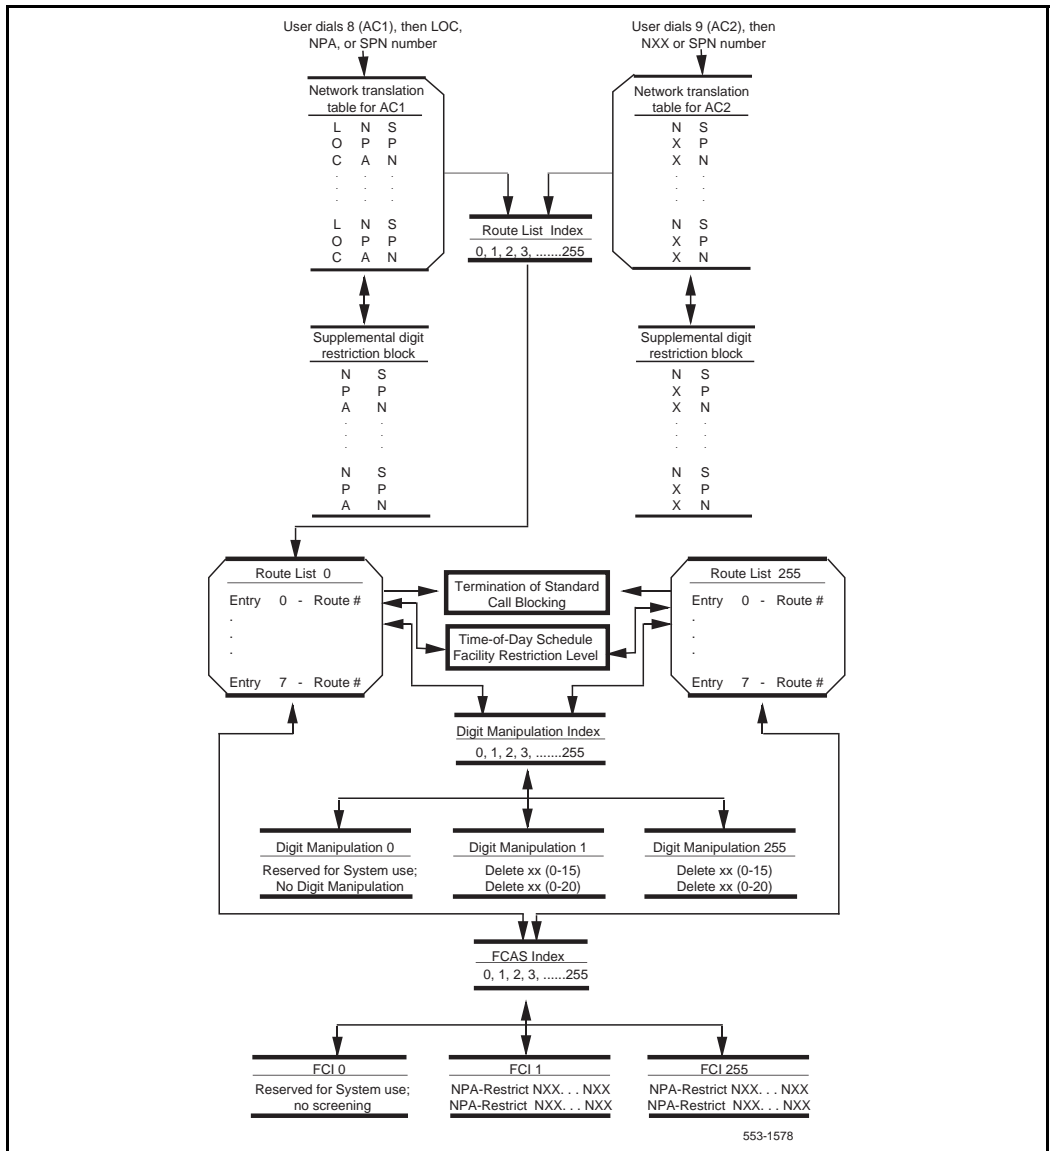 User dials 8 (AC1), then LOC,
NPA, or SPN number
User dials 9 (AC2), then
NXX or SPN number
Network translation
table for AC1
L N S
O P P
C A N
. . .
. . .
. . .
L N S
O P P
C A N
Network translation
table for AC2
N S
X P
X N
. .
. .
. .
N S
X P
X N
Route List Index
0, 1, 2, 3, .......255
Supplemental digit
restriction block
N S
P P
A N
. .
. .
. .
N S
P P
A N
Supplemental digit
restriction block
N S
X P
X N
. .
. .
. .
N S
X P
X N
Route List 0
Entry 0 - Route #
.
.
.
Entry 7 - Route #
Termination of Standard
Call Blocking
Time-of-Day Schedule
Facility Restriction Level
Route List 255
Entry 0 - Route #
.
.
.
Entry 7 - Route #
Digit Manipulation Index
0, 1, 2, 3, .......255
Digit Manipulation 0
Reserved for System use;
No Digit Manipulation
Digit Manipulation 1
Delete xx (0-15)
Delete xx (0-20)
Digit Manipulation 255
Delete xx (0-15)
Delete xx (0-20)
FCAS Index
0, 1, 2, 3, ......255
FCI 0
Reserved for System use;
no screening
FCI 1
NPA-Restrict NXX. . . NXX
NPA-Restrict NXX. . . NXX
FCI 255
NPA-Restrict NXX. . . NXX
NPA-Restrict NXX. . . NXX
553-1578